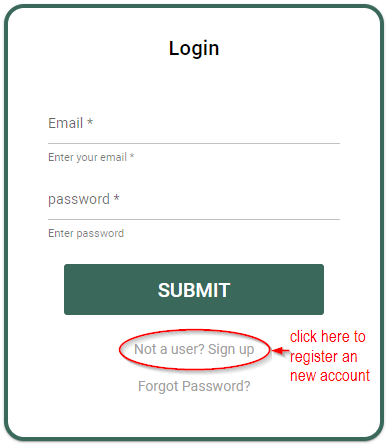 Login
Email *
Enter your email *
password *
Enter password
SUBMIT
Not a user? Sign up
click here to
register an
new account
Forgot Password?